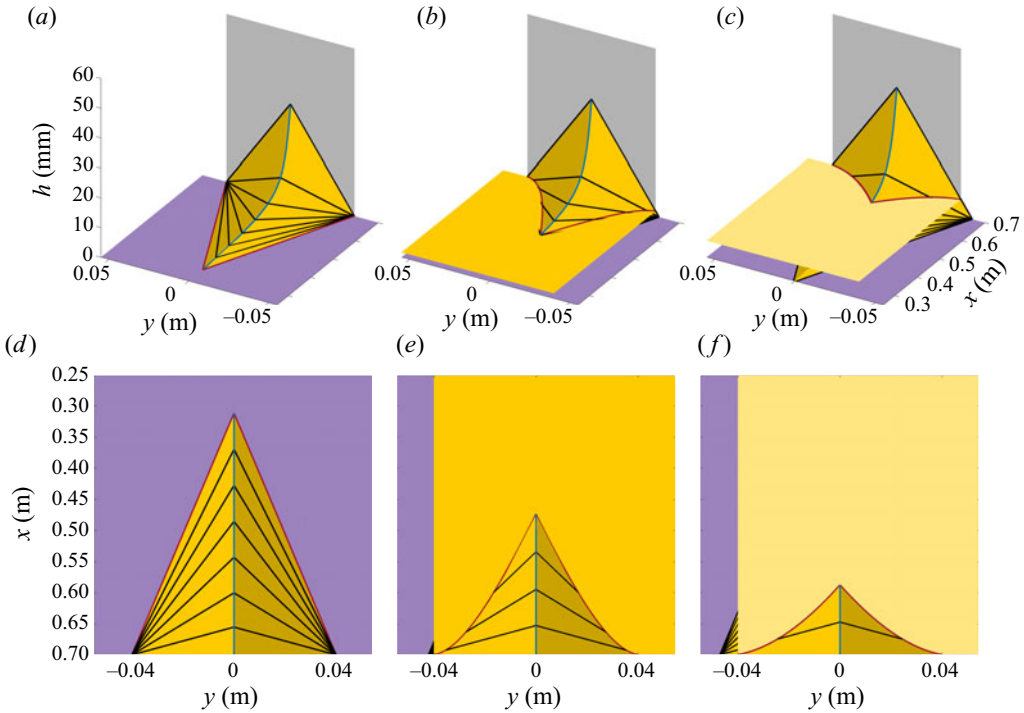 (a)
(b)
(c)
60
50
40
30
20
10
0
h (mm)
0.05
0
−0.05
y (m)
0.05
0
−0.05
y (m)
0.05
0
−0.05
y (m)
0.7
0.6
0.5
0.4
0.3
x (m)
(d)
(e)
(f)
0.25
0.30
0.35
0.40
0.45
0.50
0.55
0.60
0.65
0.70
x (m)
−0.04 0 0.04
y (m)
−0.04 0 0.04
y (m)
−0.04 0 0.04
y (m)